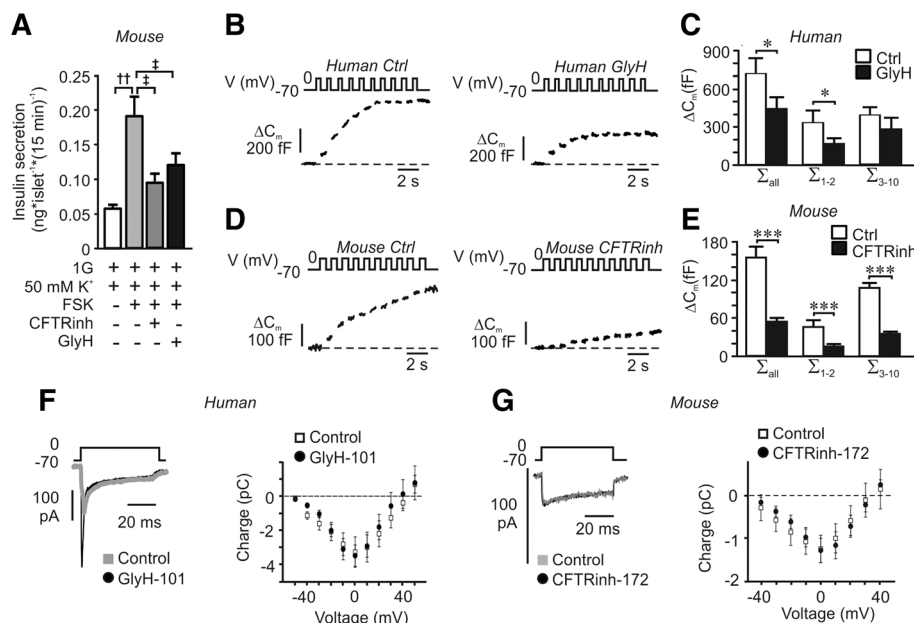 A
Mouse
Insulin secretion
(ng*islet⁻¹*(15 min)⁻¹)
0.25
0.20
0.15
0.10
0.05
0
††
‡
‡
1G + + + +
50 mM K⁺ + + + +
FSK - + + +
CFTRinh - - + -
GlyH - - - +
B
Human Ctrl
V (mV)
0
-70
ΔCm
200 fF
2 s
Human GlyH
0
-70
ΔCm
200 fF
2 s
C
Human
ΔCm(fF)
900
600
300
0
Ctrl
GlyH
*
*
Σall
Σ1-2
Σ3-10
D
Mouse Ctrl
V (mV)
0
-70
ΔCm
100 fF
2 s
Mouse CFTRinh
V (mV)
0
-70
ΔCm
100 fF
2 s
E
Mouse
ΔCm(fF)
180
120
60
0
Ctrl
CFTRinh
***
***
***
Σall
Σ1-2
Σ3-10
F
Human
0
-70
100
pA
20 ms
Control
GlyH-101
Control
GlyH-101
Charge (pC)
0
-2
-4
-40
0
40
Voltage (mV)
G
Mouse
0
-70
100
pA
20 ms
Control
CFTRinh-172
Control
CFTRinh-172
Charge (pC)
0
-1
-2
-40
0
40
Voltage (mV)